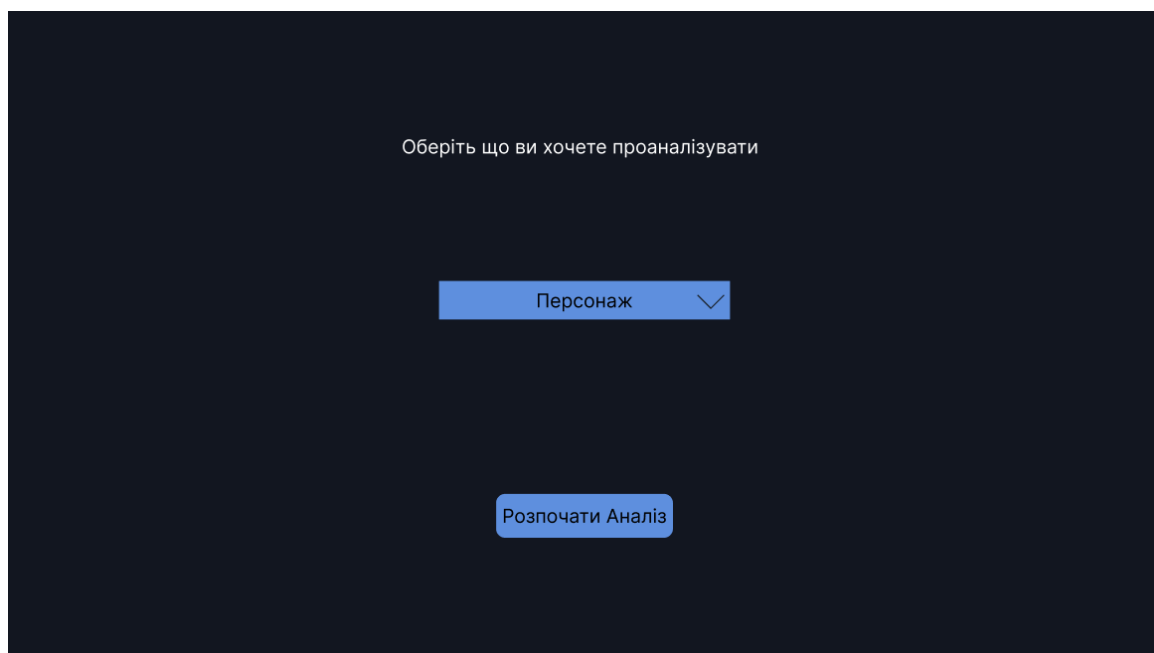 Оберіть що ви хочете проаналізувати
Персонаж
Розпочати Аналіз